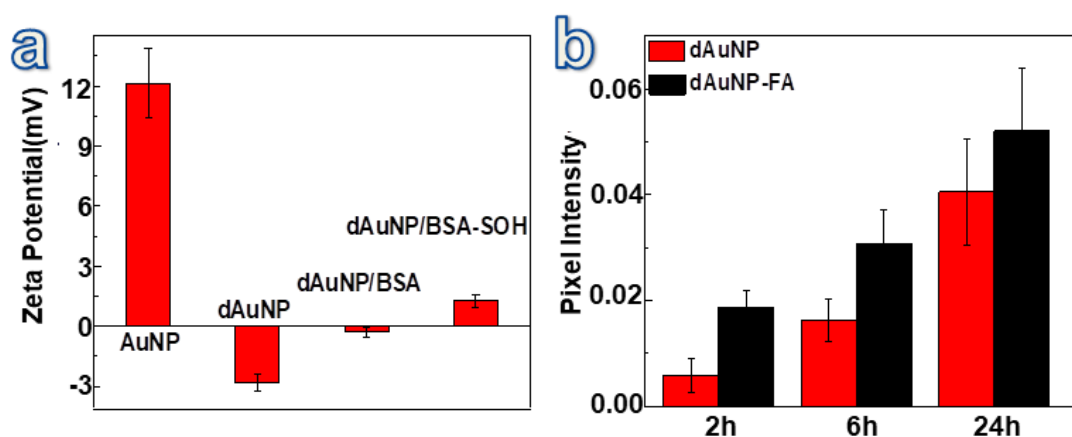 a
Zeta Potential(mV)
12
9
6
3
0
-3
AuNP
dAuNP
dAuNP/BSA
dAuNP/BSA-SOH
b
dAuNP
dAuNP-FA
Pixel Intensity
0.06
0.04
0.02
0.00
2h
6h
24h